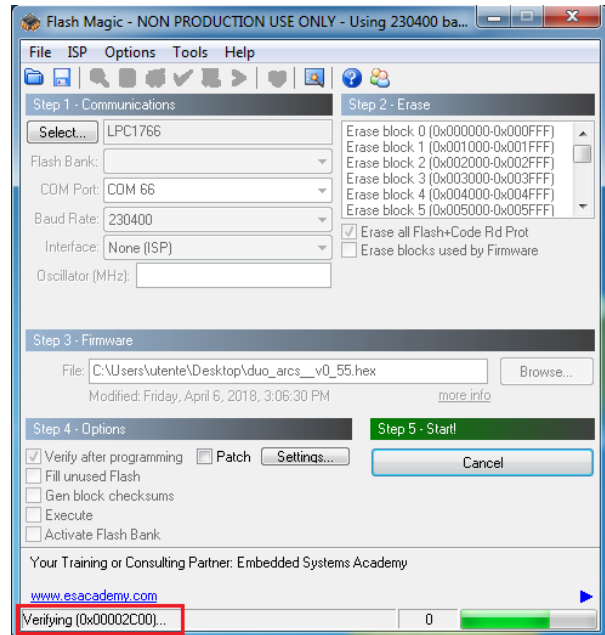 Flash Magic - NON PRODUCTION USE ONLY - Using 230400 ba...
File ISP Options Tools Help
Step 1 - Communications
Select... LPC1766
Flash Bank:
COM Port: COM 66
Baud Rate: 230400
Interface: None (ISP)
Oscillator (MHz):
Step 2 - Erase
Erase block 0 (0x000000-0x000FFF)
Erase block 1 (0x001000-0x001FFF)
Erase block 2 (0x002000-0x002FFF)
Erase block 3 (0x003000-0x003FFF)
Erase block 4 (0x004000-0x004FFF)
Erase block 5 (0x005000-0x005FFF)
Erase all Flash+Code Rd Prot
Erase blocks used by Firmware
Step 3 - Firmware
File: C:\Users\utente\Desktop\duo_arcs__v0_55.hex Browse...
Modified: Friday, April 6, 2018, 3:06:30 PM more info
Step 4 - Options
Verify after programming Patch Settings...
Fill unused Flash
Gen block checksums
Execute
Activate Flash Bank
Step 5 - Start!
Cancel
Your Training or Consulting Partner: Embedded Systems Academy
www.esacademy.com
Verifying (0x00002C00)... 0